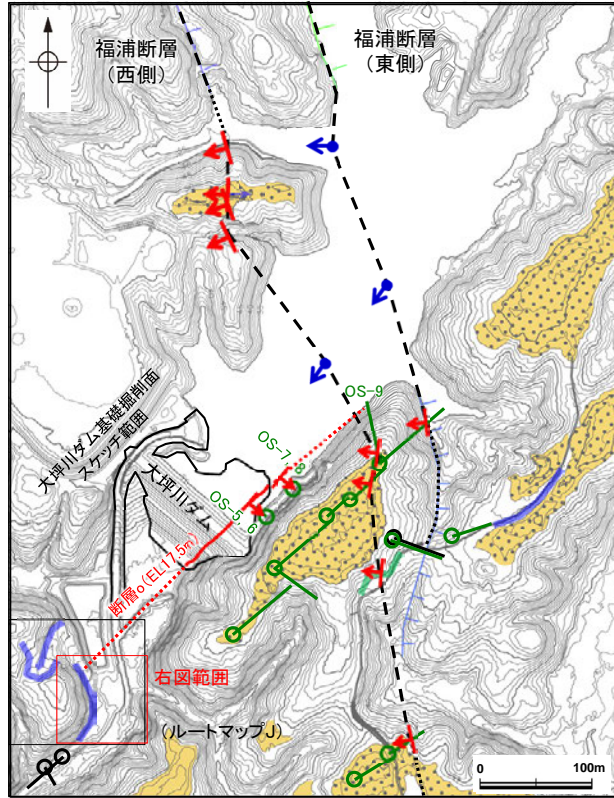 福浦断層
(西側)
福浦断層
(東側)
OS-9
大坪川ダム基礎掘削面
スケッチ範囲
OS-7, 8
大坪川ダム
OS-5, 6
断層o(EL17.5m)
右図範囲
(ルートマップJ)
0 100m